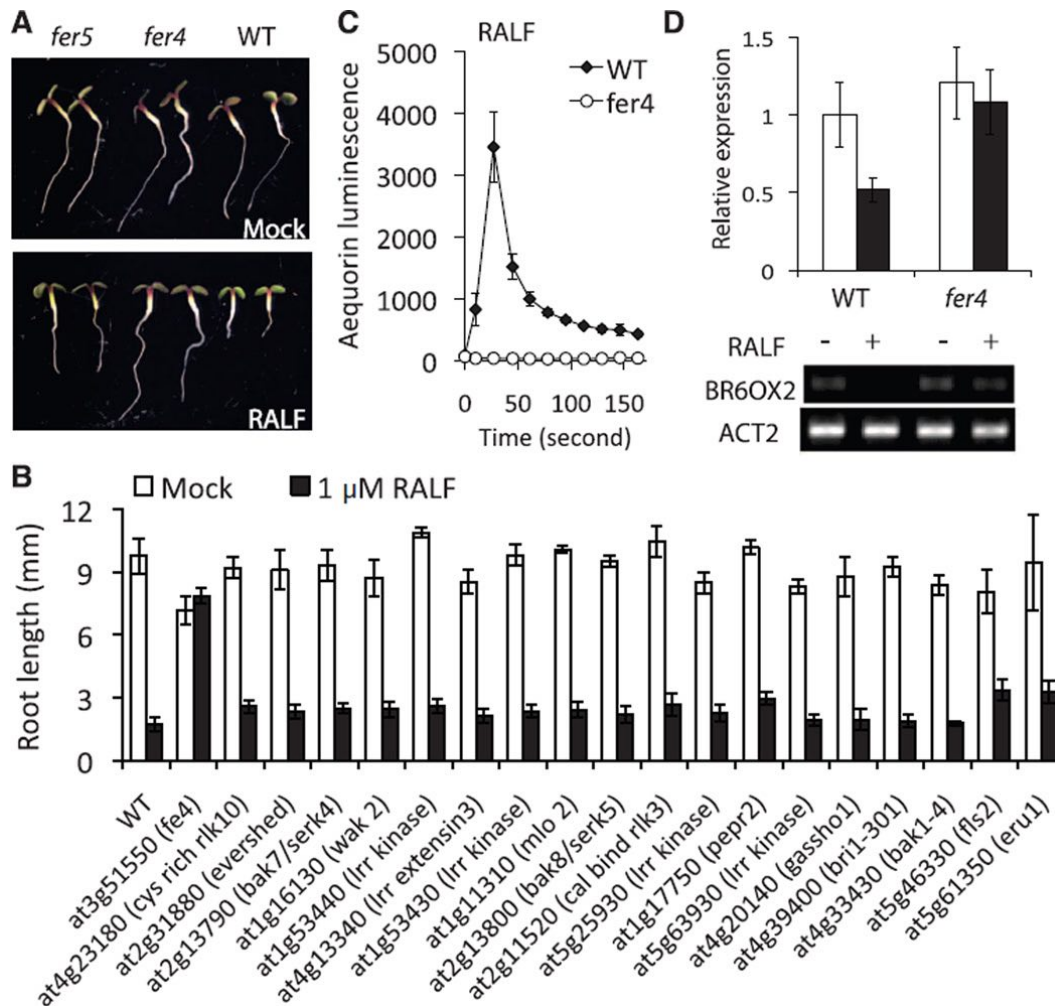 A
fer5 fer4 WT
Mock
RALF
C
RALF
Aequorin luminescence
5000
4000
3000
2000
1000
0
WT
fer4
0 50 100 150
Time (second)
D
Relative expression
1.5
1
0.5
0
WT fer4
RALF - + - +
BR6OX2
ACT2
B
Mock 1 µM RALF
Root length (mm)
12
9
6
3
0
WT
at3g51550 (fe4)
at4g23180 (cys rich rlk10)
at2g31880 (evershed)
at2g13790 (bak7/serk4)
at1g16130 (wak 2)
at1g53440 (lrr kinase)
at4g13340 (lrr extensin3)
at1g53430 (lrr kinase)
at1g11310 (mlo 2)
at2g13800 (bak8/serk5)
at2g11520 (cal bind rlk3)
at5g25930 (lrr kinase)
at1g17750 (pepr2)
at5g63930 (lrr kinase)
at4g20140 (gassho1)
at4g39400 (bri1-301)
at4g33430 (bak1-4)
at5g46330 (fls2)
at5g61350 (eru1)